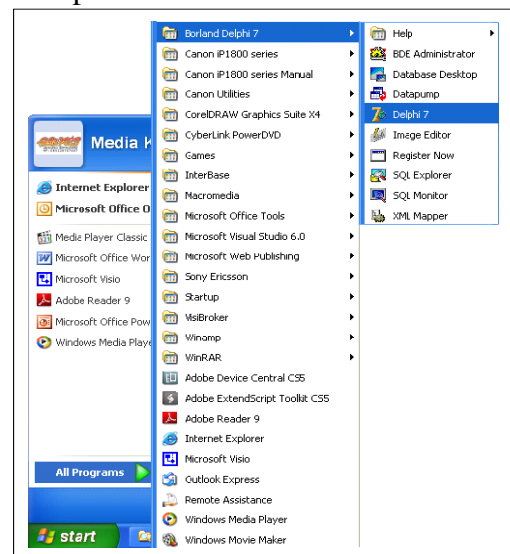 Borland Delphi 7
Canon iP1800 series
Canon iP1800 series Manual
Canon Utilities
CorelDRAW Graphics Suite X4
CyberLink PowerDVD
Games
InterBase
Macromedia
Microsoft Office Tools
Microsoft Visual Studio 6.0
Microsoft Web Publishing
Sony Ericsson
Startup
VisiBroker
Winamp
WinRAR
Adobe Device Central CS5
Adobe ExtendScript Toolkit CS5
Adobe Reader 9
Internet Explorer
Microsoft Visio
Outlook Express
Remote Assistance
Windows Media Player
Windows Movie Maker
Help
BDE Administrator
Database Desktop
Datapump
Delphi 7
Image Editor
Register Now
SQL Explorer
SQL Monitor
XML Mapper
Media K
Internet Explorer
Microsoft Office O
Media Player Classic
Microsoft Office Wor
Microsoft Visio
Adobe Reader 9
Microsoft Office Pow
Windows Media Playe
All Programs
start